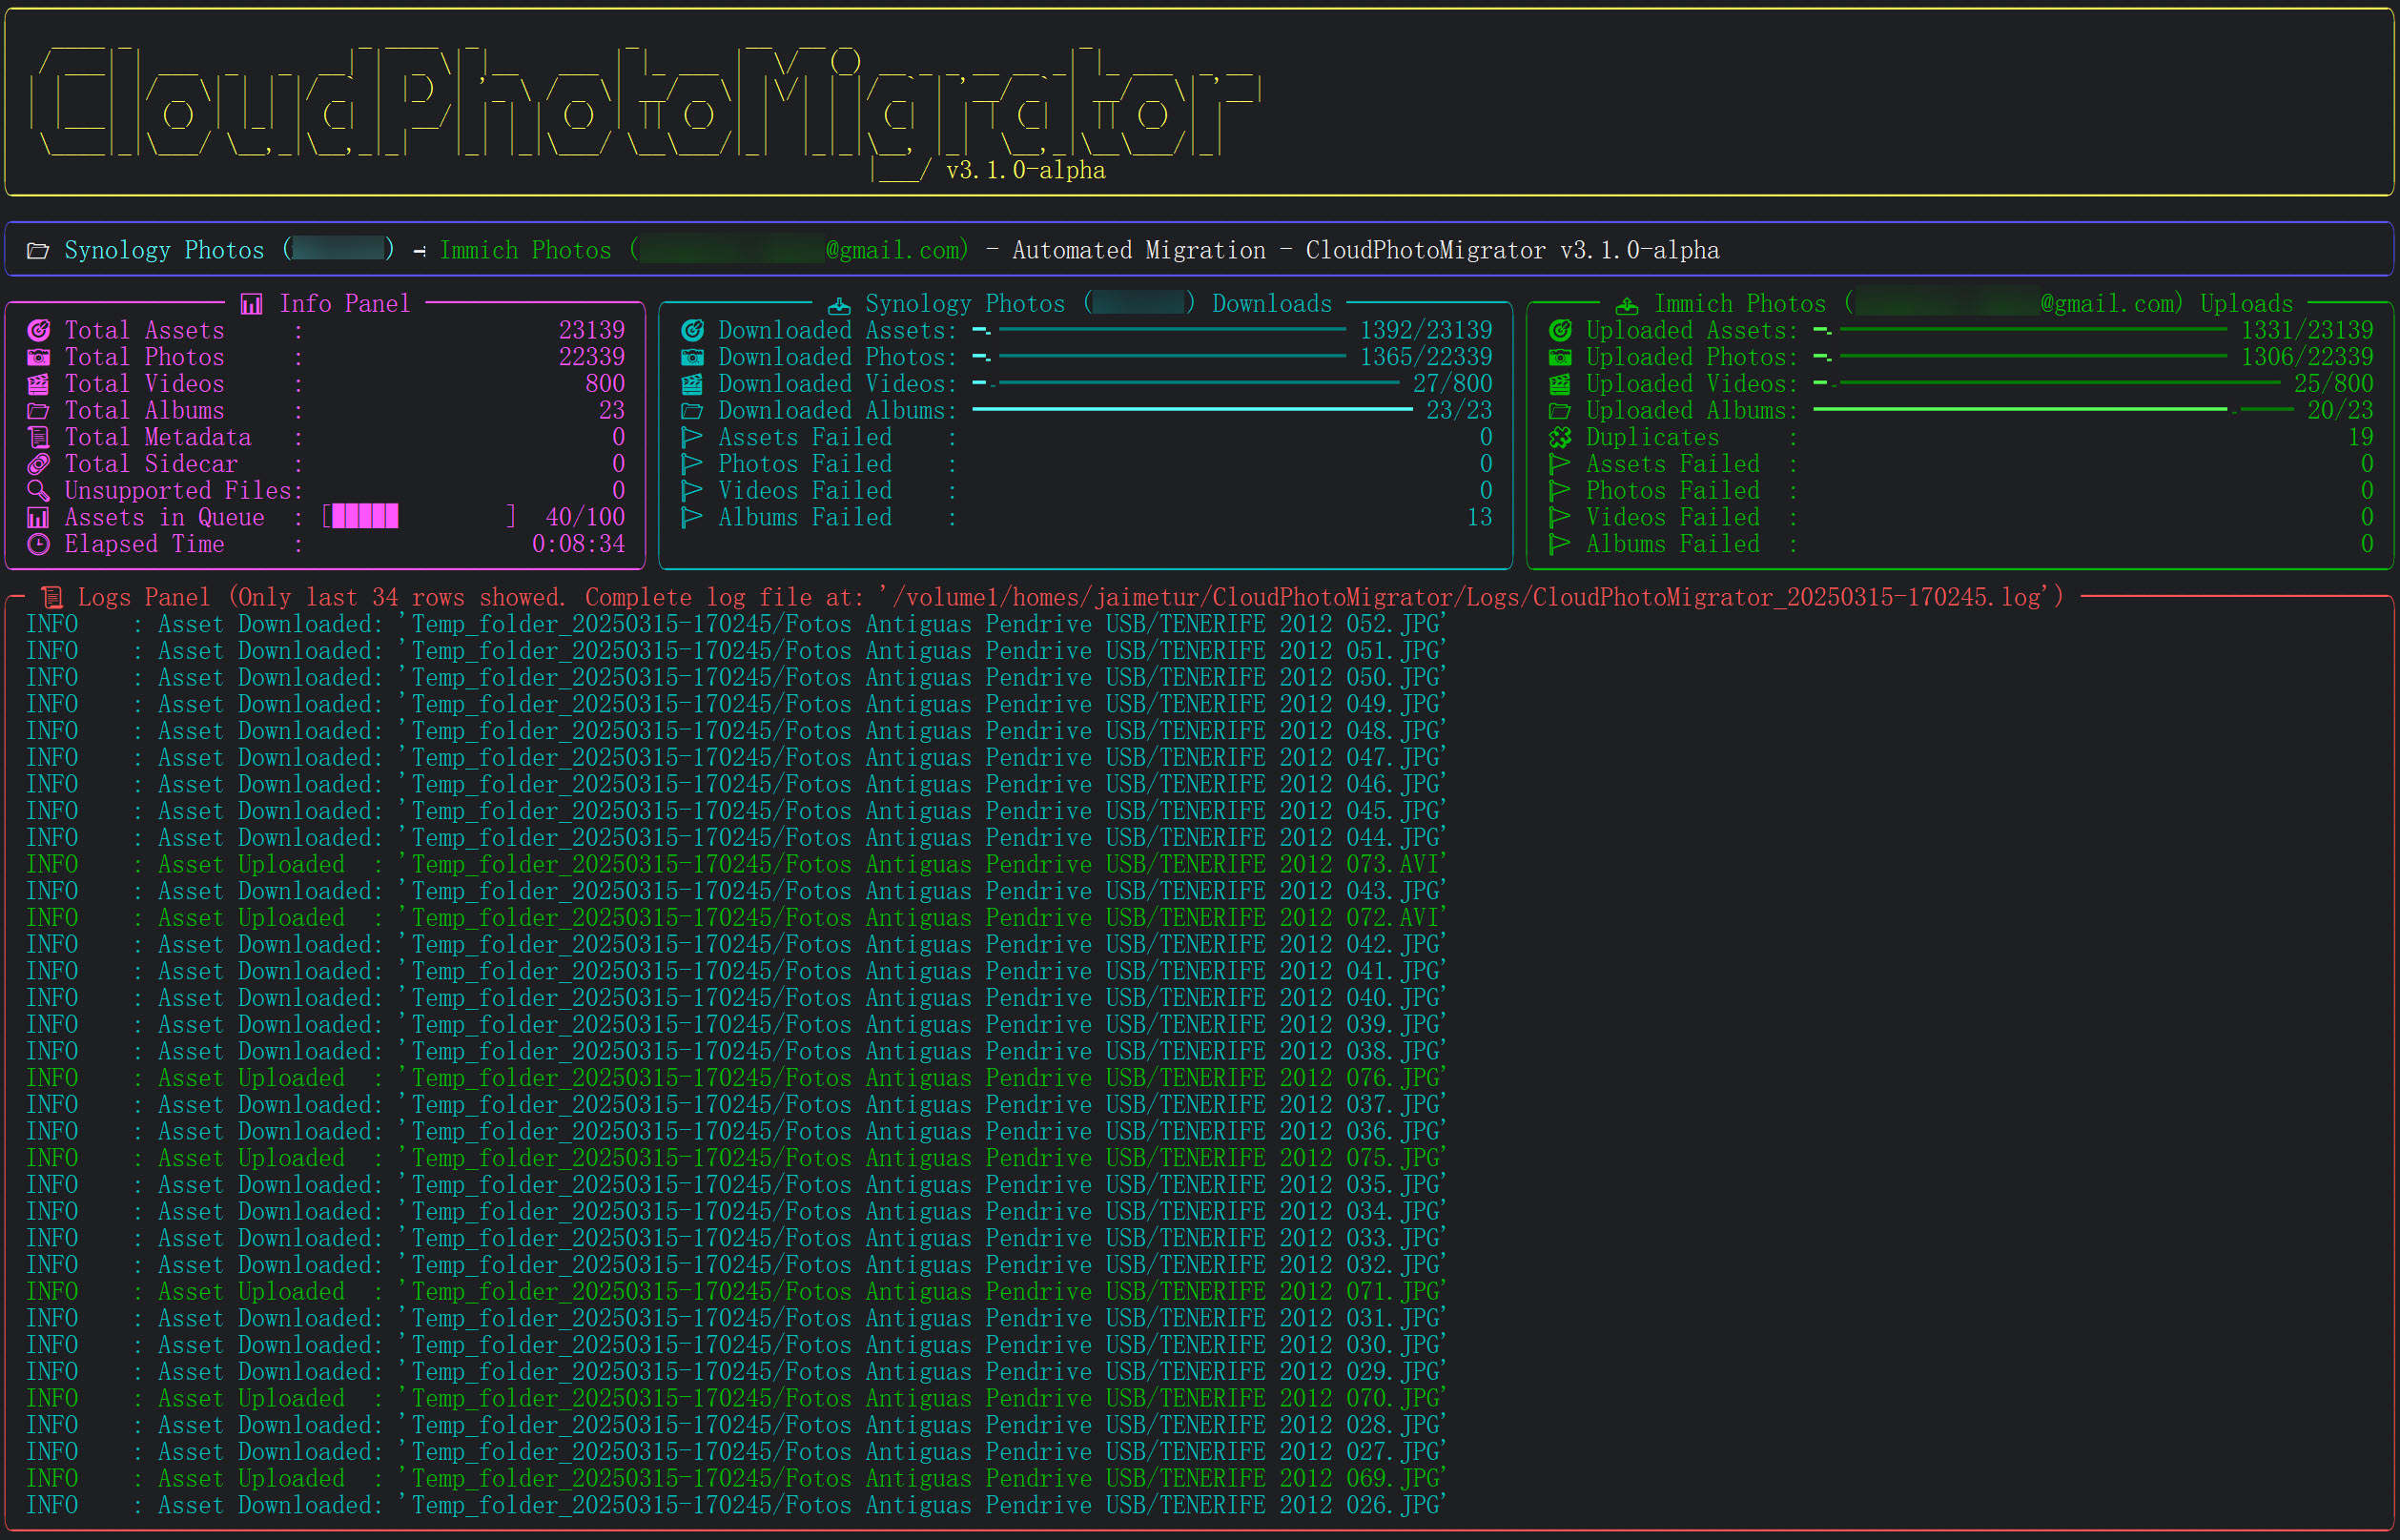 CloudPhotoMigrator
v3.1.0-alpha
Synology Photos ( ) → Immich Photos ( @gmail.com) - Automated Migration - CloudPhotoMigrator v3.1.0-alpha
Info Panel
Total Assets : 23139
Total Photos : 22339
Total Videos : 800
Total Albums : 23
Total Metadata : 0
Total Sidecar : 0
Unsupported Files: 0
Assets in Queue : [█████ ] 40/100
Elapsed Time : 0:08:34
Synology Photos ( ) Downloads
Downloaded Assets: 1392/23139
Downloaded Photos: 1365/22339
Downloaded Videos: 27/800
Downloaded Albums: 23/23
Assets Failed : 0
Photos Failed : 0
Videos Failed : 0
Albums Failed : 13
Immich Photos ( @gmail.com) Uploads
Uploaded Assets: 1331/23139
Uploaded Photos: 1306/22339
Uploaded Videos: 25/800
Uploaded Albums: 20/23
Duplicates : 19
Assets Failed : 0
Photos Failed : 0
Videos Failed : 0
Albums Failed : 0
Logs Panel (Only last 34 rows showed. Complete log file at: '/volume1/homes/jaimetur/CloudPhotoMigrator/Logs/CloudPhotoMigrator_20250315-170245.log')
INFO : Asset Downloaded: 'Temp_folder_20250315-170245/Fotos Antiguas Pendrive USB/TENERIFE 2012 052.JPG'
INFO : Asset Downloaded: 'Temp_folder_20250315-170245/Fotos Antiguas Pendrive USB/TENERIFE 2012 051.JPG'
INFO : Asset Downloaded: 'Temp_folder_20250315-170245/Fotos Antiguas Pendrive USB/TENERIFE 2012 050.JPG'
INFO : Asset Downloaded: 'Temp_folder_20250315-170245/Fotos Antiguas Pendrive USB/TENERIFE 2012 049.JPG'
INFO : Asset Downloaded: 'Temp_folder_20250315-170245/Fotos Antiguas Pendrive USB/TENERIFE 2012 048.JPG'
INFO : Asset Downloaded: 'Temp_folder_20250315-170245/Fotos Antiguas Pendrive USB/TENERIFE 2012 047.JPG'
INFO : Asset Downloaded: 'Temp_folder_20250315-170245/Fotos Antiguas Pendrive USB/TENERIFE 2012 046.JPG'
INFO : Asset Downloaded: 'Temp_folder_20250315-170245/Fotos Antiguas Pendrive USB/TENERIFE 2012 045.JPG'
INFO : Asset Downloaded: 'Temp_folder_20250315-170245/Fotos Antiguas Pendrive USB/TENERIFE 2012 044.JPG'
INFO : Asset Uploaded : 'Temp_folder_20250315-170245/Fotos Antiguas Pendrive USB/TENERIFE 2012 073.AVI'
INFO : Asset Downloaded: 'Temp_folder_20250315-170245/Fotos Antiguas Pendrive USB/TENERIFE 2012 043.JPG'
INFO : Asset Uploaded : 'Temp_folder_20250315-170245/Fotos Antiguas Pendrive USB/TENERIFE 2012 072.AVI'
INFO : Asset Downloaded: 'Temp_folder_20250315-170245/Fotos Antiguas Pendrive USB/TENERIFE 2012 042.JPG'
INFO : Asset Downloaded: 'Temp_folder_20250315-170245/Fotos Antiguas Pendrive USB/TENERIFE 2012 041.JPG'
INFO : Asset Downloaded: 'Temp_folder_20250315-170245/Fotos Antiguas Pendrive USB/TENERIFE 2012 040.JPG'
INFO : Asset Downloaded: 'Temp_folder_20250315-170245/Fotos Antiguas Pendrive USB/TENERIFE 2012 039.JPG'
INFO : Asset Downloaded: 'Temp_folder_20250315-170245/Fotos Antiguas Pendrive USB/TENERIFE 2012 038.JPG'
INFO : Asset Uploaded : 'Temp_folder_20250315-170245/Fotos Antiguas Pendrive USB/TENERIFE 2012 076.JPG'
INFO : Asset Downloaded: 'Temp_folder_20250315-170245/Fotos Antiguas Pendrive USB/TENERIFE 2012 037.JPG'
INFO : Asset Downloaded: 'Temp_folder_20250315-170245/Fotos Antiguas Pendrive USB/TENERIFE 2012 036.JPG'
INFO : Asset Uploaded : 'Temp_folder_20250315-170245/Fotos Antiguas Pendrive USB/TENERIFE 2012 075.JPG'
INFO : Asset Downloaded: 'Temp_folder_20250315-170245/Fotos Antiguas Pendrive USB/TENERIFE 2012 035.JPG'
INFO : Asset Downloaded: 'Temp_folder_20250315-170245/Fotos Antiguas Pendrive USB/TENERIFE 2012 034.JPG'
INFO : Asset Downloaded: 'Temp_folder_20250315-170245/Fotos Antiguas Pendrive USB/TENERIFE 2012 033.JPG'
INFO : Asset Downloaded: 'Temp_folder_20250315-170245/Fotos Antiguas Pendrive USB/TENERIFE 2012 032.JPG'
INFO : Asset Uploaded : 'Temp_folder_20250315-170245/Fotos Antiguas Pendrive USB/TENERIFE 2012 071.JPG'
INFO : Asset Downloaded: 'Temp_folder_20250315-170245/Fotos Antiguas Pendrive USB/TENERIFE 2012 031.JPG'
INFO : Asset Downloaded: 'Temp_folder_20250315-170245/Fotos Antiguas Pendrive USB/TENERIFE 2012 030.JPG'
INFO : Asset Downloaded: 'Temp_folder_20250315-170245/Fotos Antiguas Pendrive USB/TENERIFE 2012 029.JPG'
INFO : Asset Uploaded : 'Temp_folder_20250315-170245/Fotos Antiguas Pendrive USB/TENERIFE 2012 070.JPG'
INFO : Asset Downloaded: 'Temp_folder_20250315-170245/Fotos Antiguas Pendrive USB/TENERIFE 2012 028.JPG'
INFO : Asset Downloaded: 'Temp_folder_20250315-170245/Fotos Antiguas Pendrive USB/TENERIFE 2012 027.JPG'
INFO : Asset Uploaded : 'Temp_folder_20250315-170245/Fotos Antiguas Pendrive USB/TENERIFE 2012 069.JPG'
INFO : Asset Downloaded: 'Temp_folder_20250315-170245/Fotos Antiguas Pendrive USB/TENERIFE 2012 026.JPG'